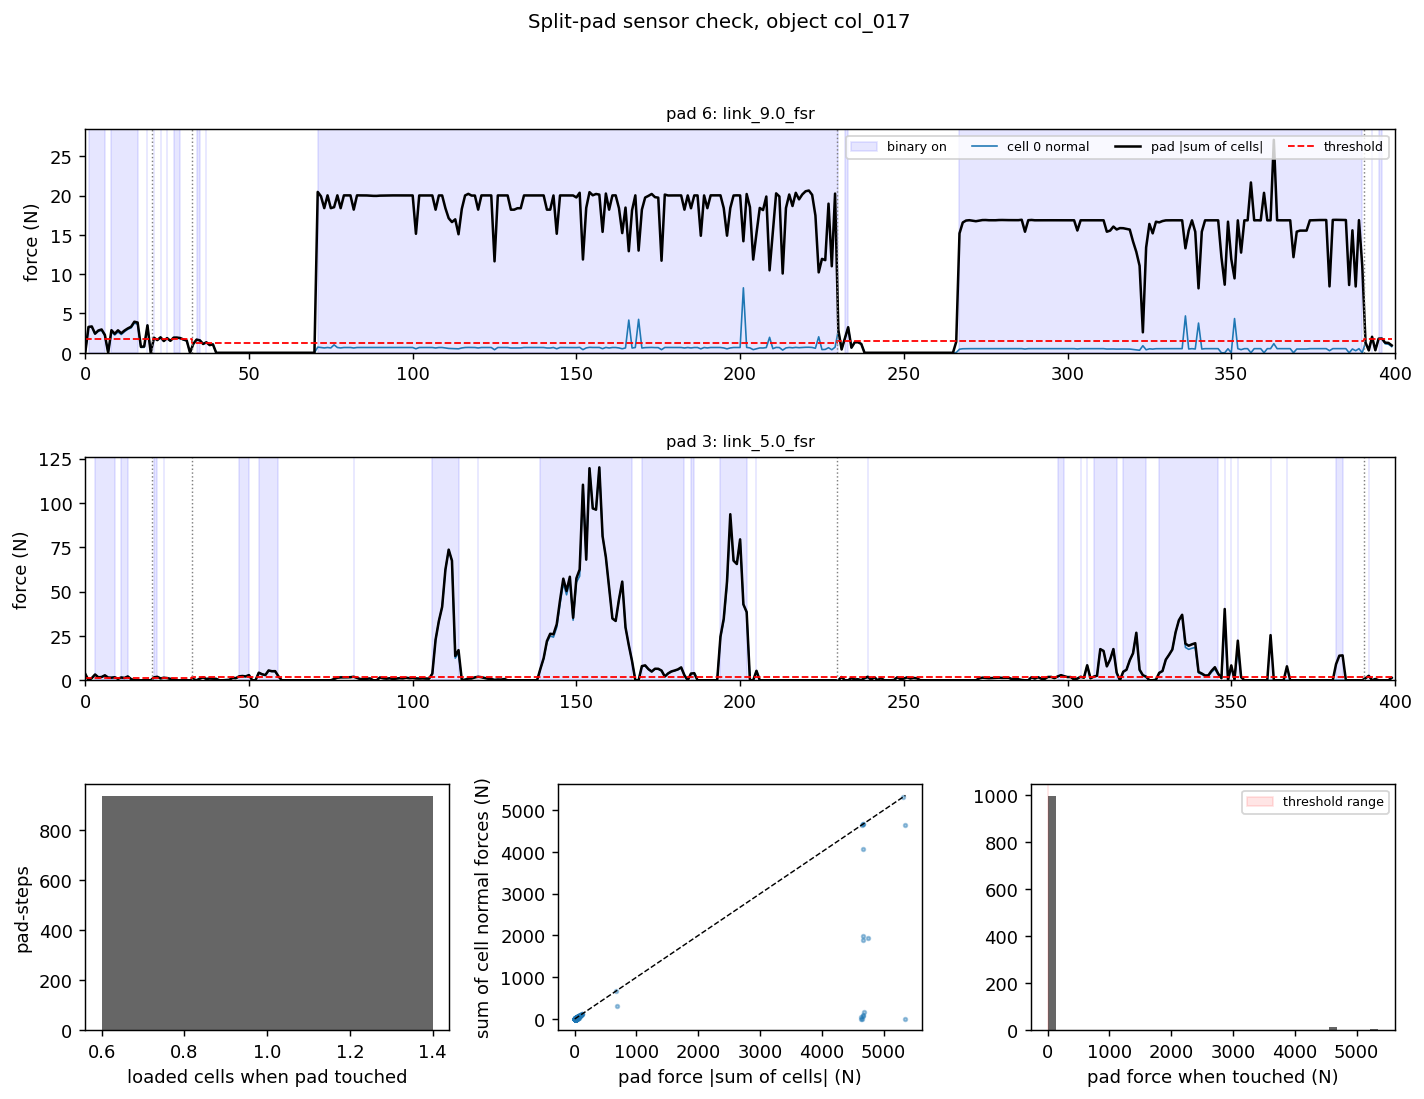 Split-pad sensor check, object col_017
pad 6: link_9.0_fsr
force (N)
25
20
15
10
5
0
binary on
cell 0 normal
pad |sum of cells|
threshold
0 50 100 150 200 250 300 350 400
pad 3: link_5.0_fsr
force (N)
125
100
75
50
25
0
0 50 100 150 200 250 300 350 400
pad-steps
800
600
400
200
0
0.6 0.8 1.0 1.2 1.4
loaded cells when pad touched
sum of cell normal forces (N)
5000
4000
3000
2000
1000
0
0 1000 2000 3000 4000 5000
pad force |sum of cells| (N)
1000
800
600
400
200
0
threshold range
0 1000 2000 3000 4000 5000
pad force when touched (N)